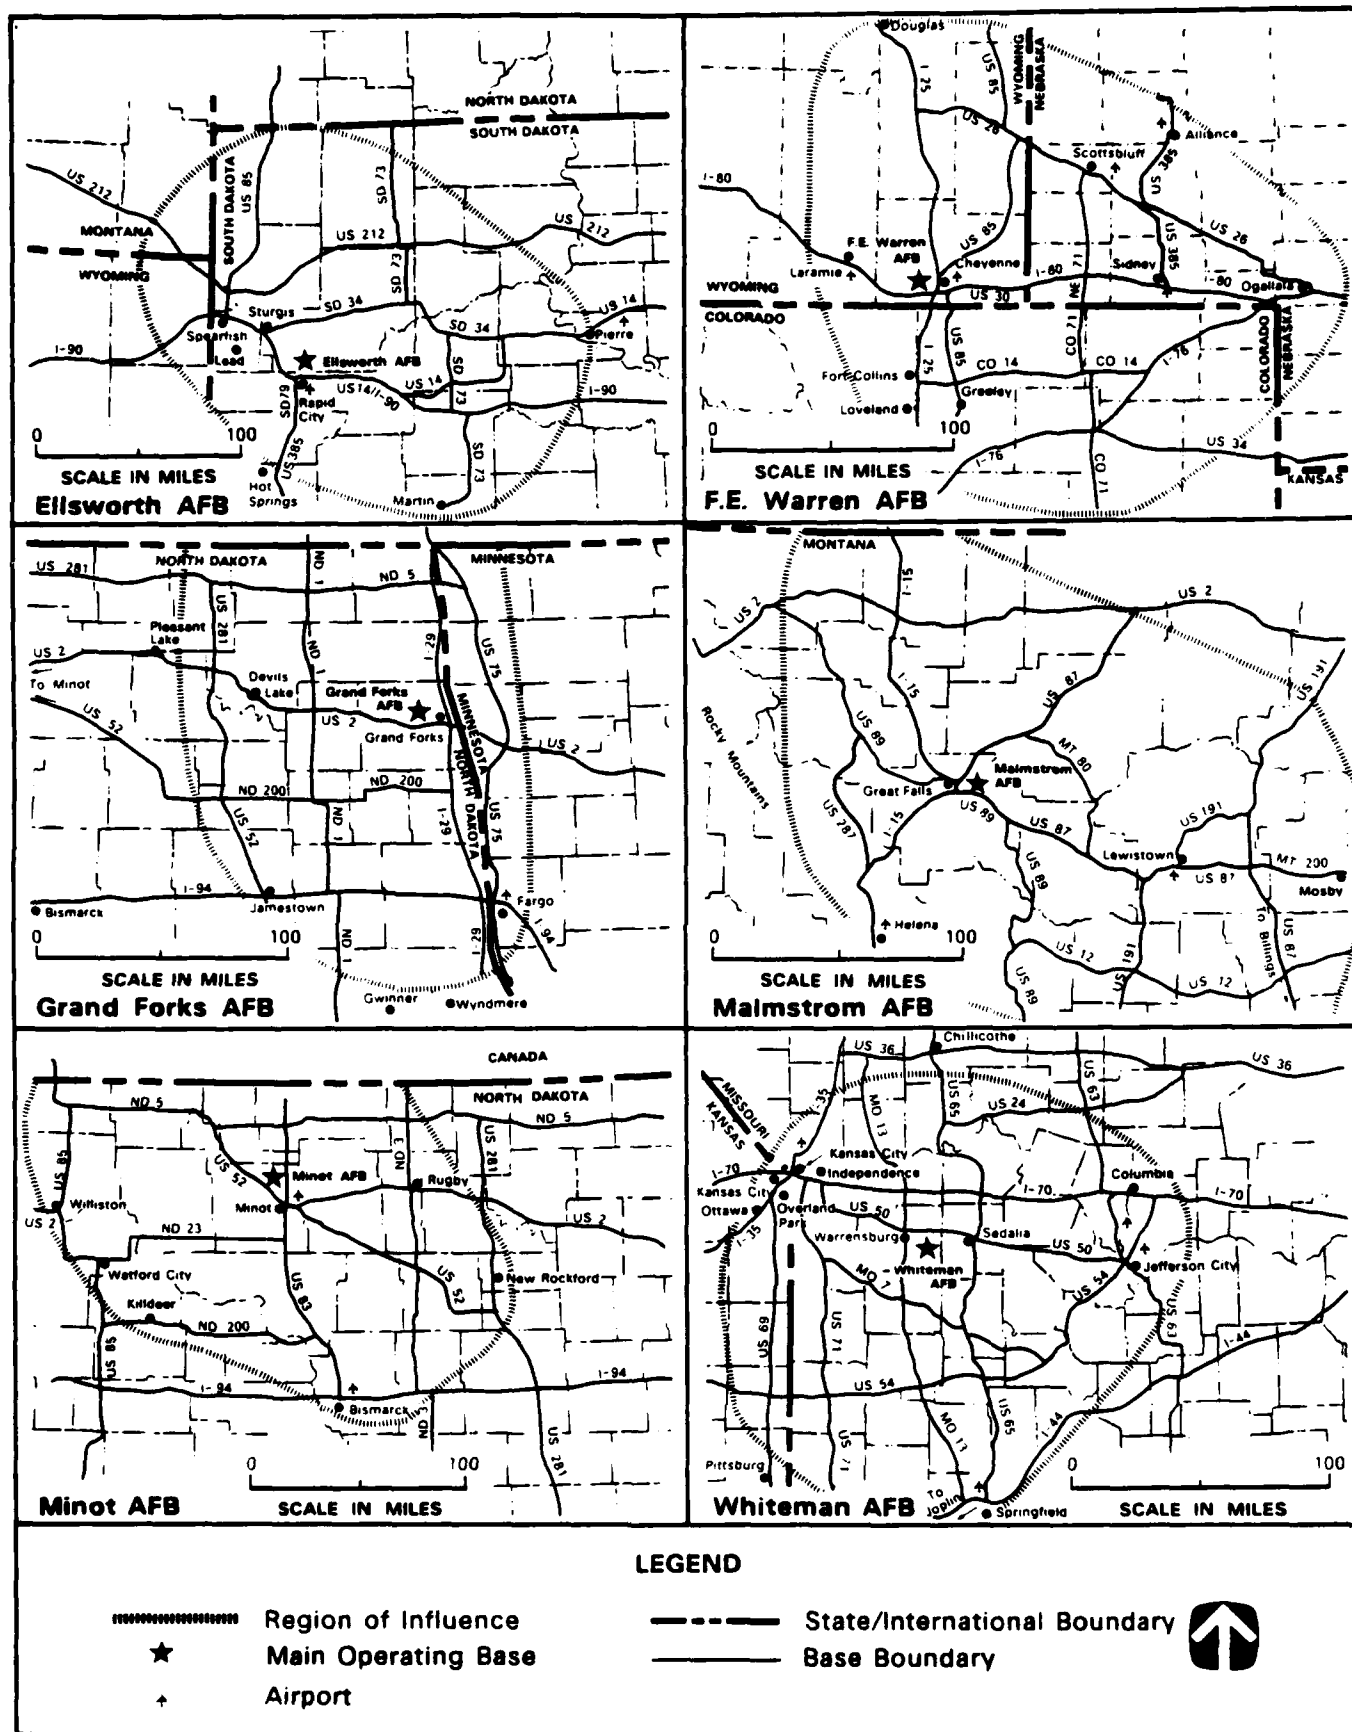 NORTH DAKOTA
SOUTH DAKOTA
US 212
SOUTH DAKOTA
US 85
SD 73
MONTANA
WYOMING
US 212
US 212
SD 73
Sturgis
SD 34
US 14
Spearfish
Lead
SD 34
Pierre
I-90
Ellsworth AFB
SD
73
US 14/I-90
US 14
I-90
SD79
Rapid
City
0
100
SCALE IN MILES
US 385
Hot
Springs
Martin
SD 73
Ellsworth AFB
Douglas
25
US 85
WYOMING
NEBRASKA
US 26
Alliance
Scottsbluff
US 385
I-80
US 85
US 26
F.E. Warren
AFB
Laramie
Cheyenne
I-80
NE 71
Sidney
US 385
I-80
Ogallala
WYOMING
COLORADO
US 30
I 25
US 85
CO 71
CO 14
CO 14
I-76
COLORADO
NEBRASKA
Fort Collins
Loveland
Greeley
0
100
SCALE IN MILES
I-76
CO 71
US 34
KANSAS
F.E. Warren AFB
NORTH DAKOTA
MINNESOTA
US 281
ND 1
ND 5
US 281
Pleasant
Lake
I-29
US 75
US 2
To Minot
ND 1
Devils
Lake
Grand Forks
AFB
US 52
US 2
Grand Forks
MINNESOTA
NORTH DAKOTA
US 2
ND 200
ND 200
US 52
ND 1
I-29
US 75
I-94
Bismarck
Jamestown
Fargo
0
100
ND 1
I-29
I-94
SCALE IN MILES
Gwinner
Wyndmere
Grand Forks AFB
MONTANA
I-15
US 2
US 2
US 191
I-15
US 87
Rocky Mountains
US 89
MT 80
Malmstrom
AFB
Great Falls
US 287
I-15
US 89
US 87
US 191
Lewistown
MT 200
US 89
US 87
Mosby
Helena
0
100
To Billings
US 87
US 12
US 191
US 12
US 89
SCALE IN MILES
Malmstrom AFB
CANADA
NORTH DAKOTA
ND 5
ND 5
US 85
US 52
ND 3
US 281
Minot AFB
Rugby
Williston
Minot
US 2
ND 23
US 2
Watford City
US 83
US 52
New Rockford
Killdeer
ND 200
US 85
I-94
I-94
Bismarck
ND 3
US 281
0
100
SCALE IN MILES
Minot AFB
Chillicothe
US 36
US 36
MISSOURI
KANSAS
I-35
MO 13
US 65
US 63
US 24
Kansas City
Independence
Columbia
I-70
I-70
I-70
Kansas City
Ottawa
Overland
Park
US 50
I-35
Warrensburg
Sedalia
US 50
Whiteman
AFB
Jefferson City
MO 7
US 54
US 69
US 71
US 63
I-44
US 54
US 65
I-44
MO 13
US 71
Pittsburg
To
Joplin
Springfield
0
100
SCALE IN MILES
Whiteman AFB
LEGEND
Region of Influence
Main Operating Base
Airport
State/International Boundary
Base Boundary